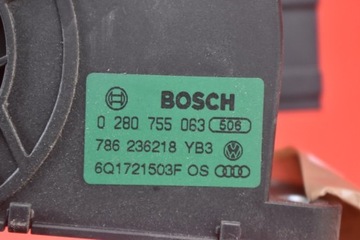 BOSCH
0 280 755 063 506
786 236218 YB3
6Q1721503F OS